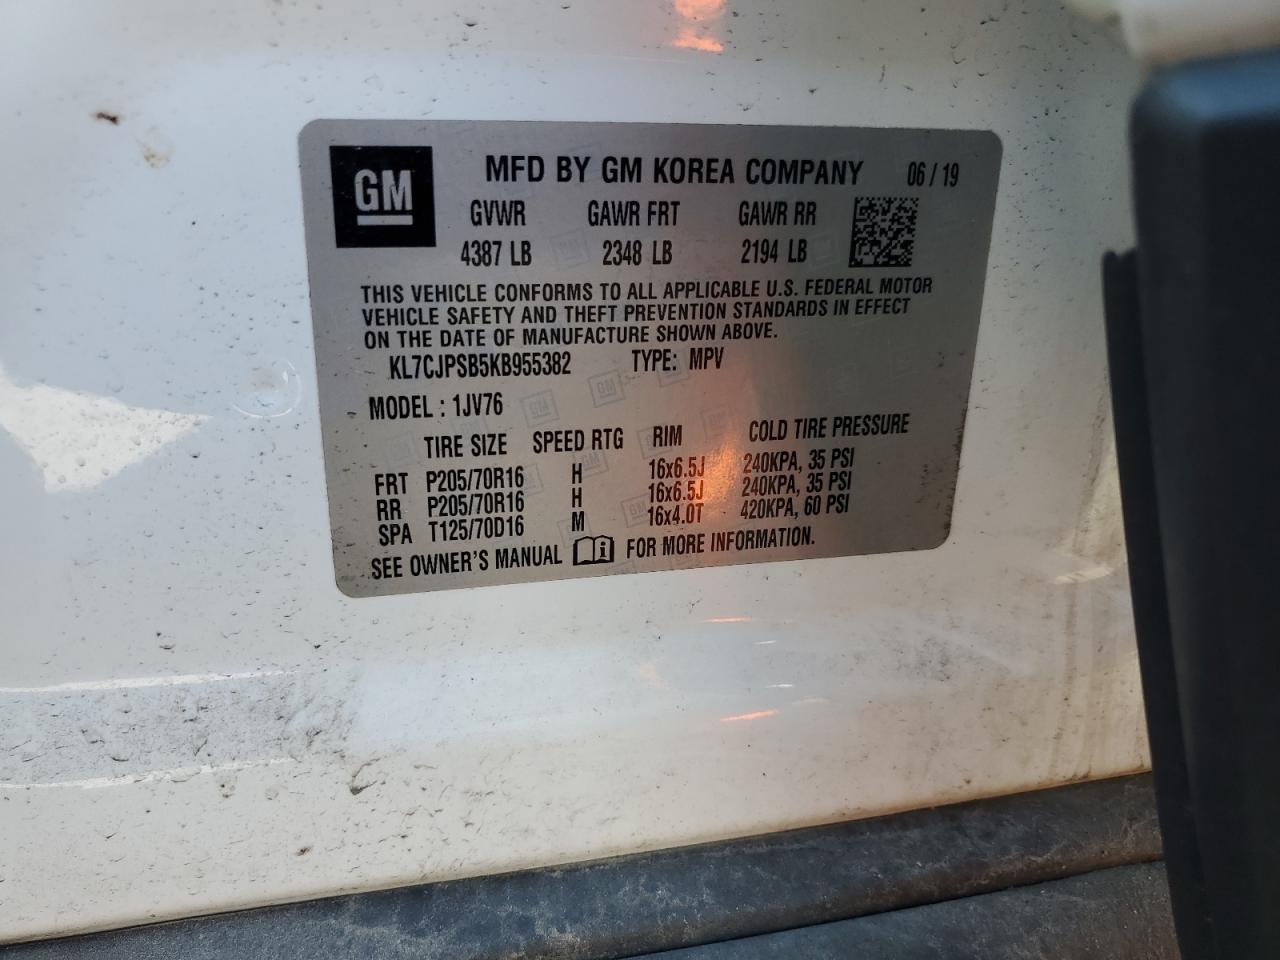 GM
MFD BY GM KOREA COMPANY 06 / 19
GVWR GAWR FRT GAWR RR
4387 LB 2348 LB 2194 LB
THIS VEHICLE CONFORMS TO ALL APPLICABLE U.S. FEDERAL MOTOR
VEHICLE SAFETY AND THEFT PREVENTION STANDARDS IN EFFECT
ON THE DATE OF MANUFACTURE SHOWN ABOVE.
KL7CJPSB5KB955382 TYPE: MPV
MODEL : 1JV76
TIRE SIZE SPEED RTG RIM COLD TIRE PRESSURE
FRT P205/70R16 H 16x6.5J 240KPA, 35 PSI
RR P205/70R16 H 16x6.5J 240KPA, 35 PSI
SPA T125/70D16 M 16x4.0T 420KPA, 60 PSI
SEE OWNER'S MANUAL FOR MORE INFORMATION.